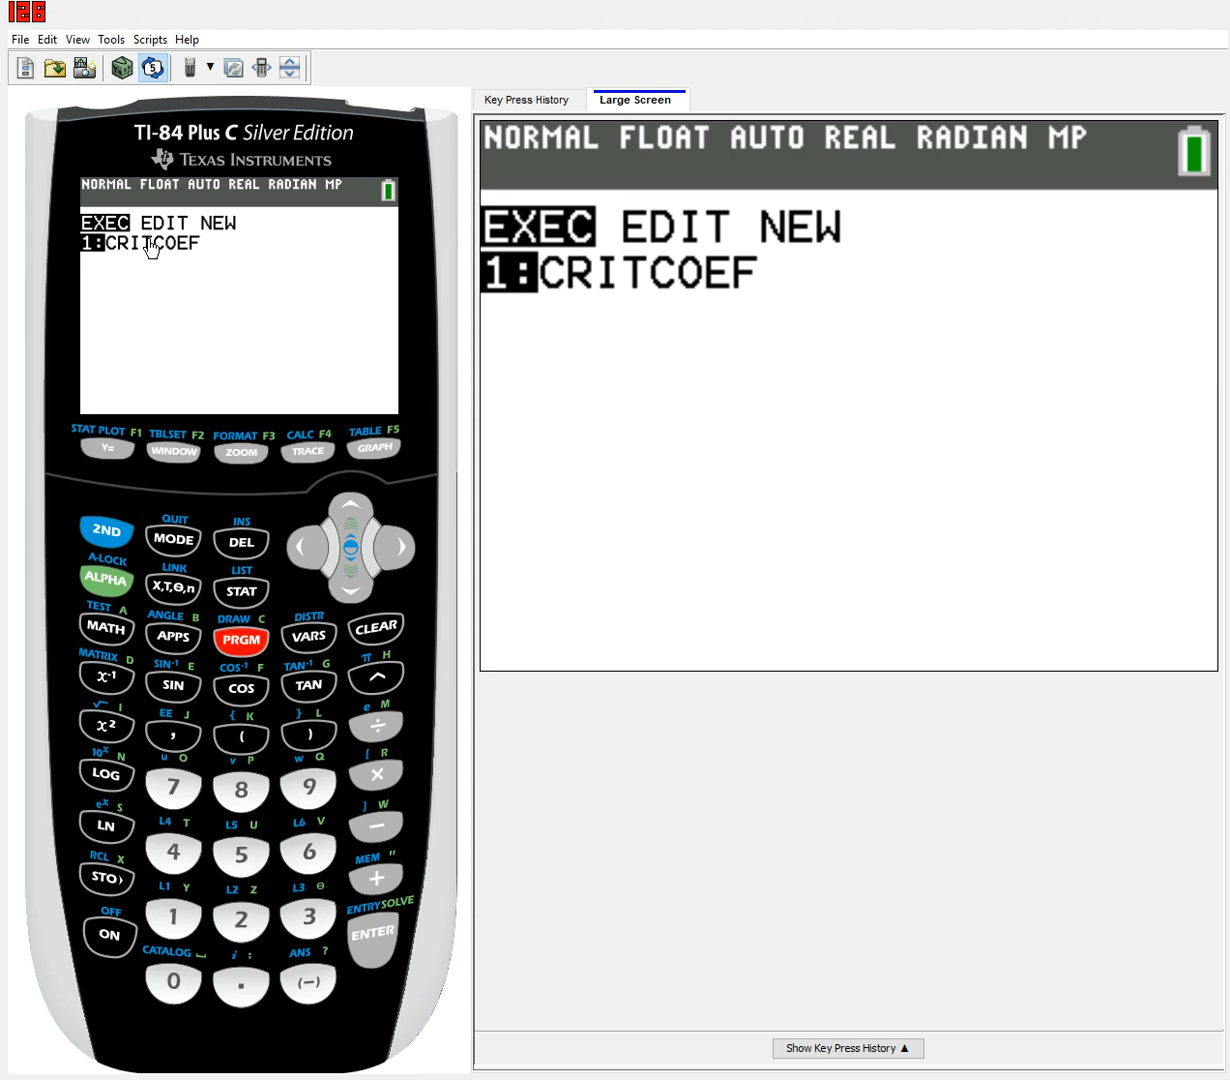 126
File Edit View Tools Scripts Help
Key Press History Large Screen
TI-84 Plus C Silver Edition
TEXAS INSTRUMENTS
NORMAL FLOAT AUTO REAL RADIAN MP
EXEC EDIT NEW
1:CRITCOEF
NORMAL FLOAT AUTO REAL RADIAN MP
EXEC EDIT NEW
1:CRITCOEF
STAT PLOT F1 TBLSET F2 FORMAT F3 CALC F4 TABLE F5
Y= WINDOW ZOOM TRACE GRAPH
QUIT INS
2ND MODE DEL
A-LOCK LINK LIST
ALPHA X,T,Θ,n STAT
TEST A ANGLE B DRAW C DISTR
MATH APPS PRGM VARS CLEAR
MATRIX D SIN-1 E COS-1 F TAN-1 G π H
x-1 SIN COS TAN ^
√ I EE J { K } L e M
x² , ( ) ÷
10x N u O v P w Q [ R
LOG 7 8 9 ×
ex S L4 T L5 U L6 V ] W
LN 4 5 6 −
RCL X L1 Y L2 Z L3 Θ MEM "
STO› 1 2 3 +
OFF CATALOG ⎵ i : ANS ? ENTRY SOLVE
ON 0 . (−) ENTER
Show Key Press History ▲